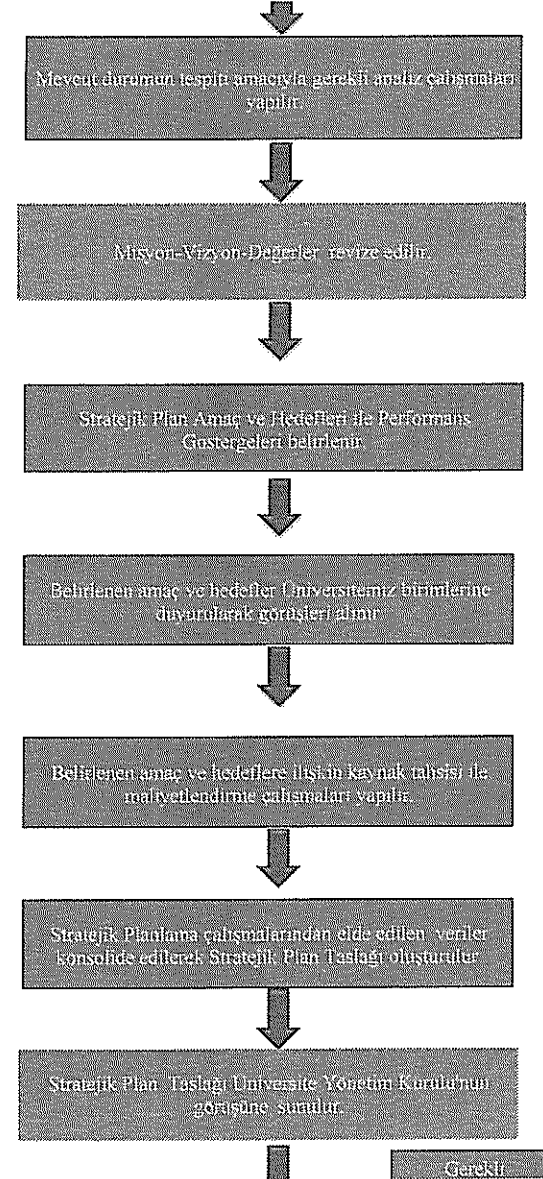 Mevcut durumun tespiti amacıyla gerekli analiz çalışmaları
yapılır.
Misyon-Vizyon-Değerler revize edilir.
Stratejik Plan Amaç ve Hedefleri ile Performans
Göstergeleri belirlenir
Belirlenen amaç ve hedefler Üniversitemiz birimlerine
duyurularak görüşleri alınır
Belirlenen amaç ve hedeflere ilişkin kaynak tahsisi ile
maliyetlendirme çalışmaları yapılır.
Stratejik Planlama çalışmalarından elde edilen veriler
konsolide edilerek Stratejik Plan Taslağı oluşturulur
Stratejik Plan Taslağı Üniversite Yönetim Kurulu'nun
görüşüne sunulur.
Gerekli